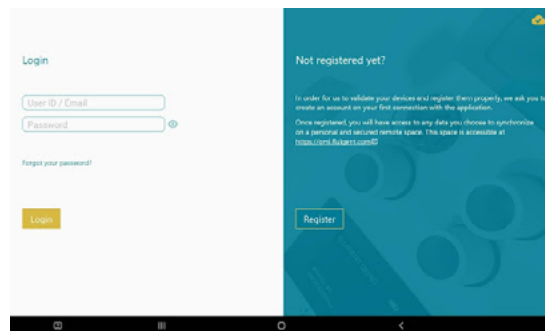 Login
User ID / Email
Password
Forgot your password?
Login
Not registered yet?
In order for us to validate your devices and register them properly, we ask you to
create an account on your first connection with the application.
Once registered, you will have access to any data you choose to synchronize
on a personal and secured remote space. This space is accessible at
Register